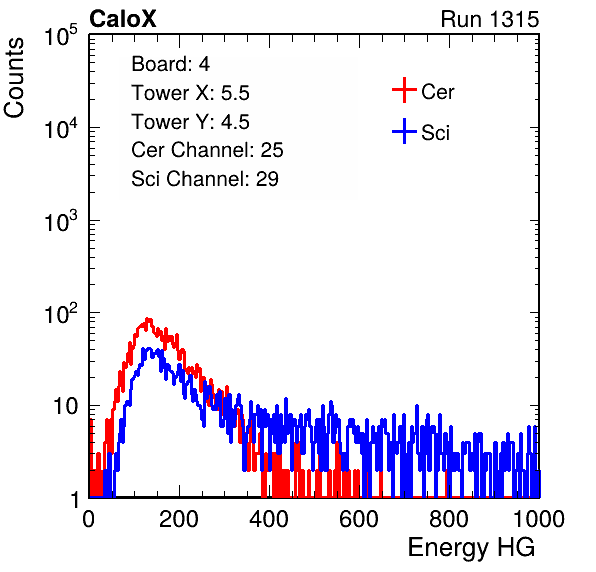 CaloX Run 1315
Board: 4
Tower X: 5.5
Tower Y: 4.5
Cer Channel: 25
Sci Channel: 29
Cer
Sci
Counts
10^5
10^4
10^3
10^2
10
1
0 200 400 600 800 1000
Energy HG